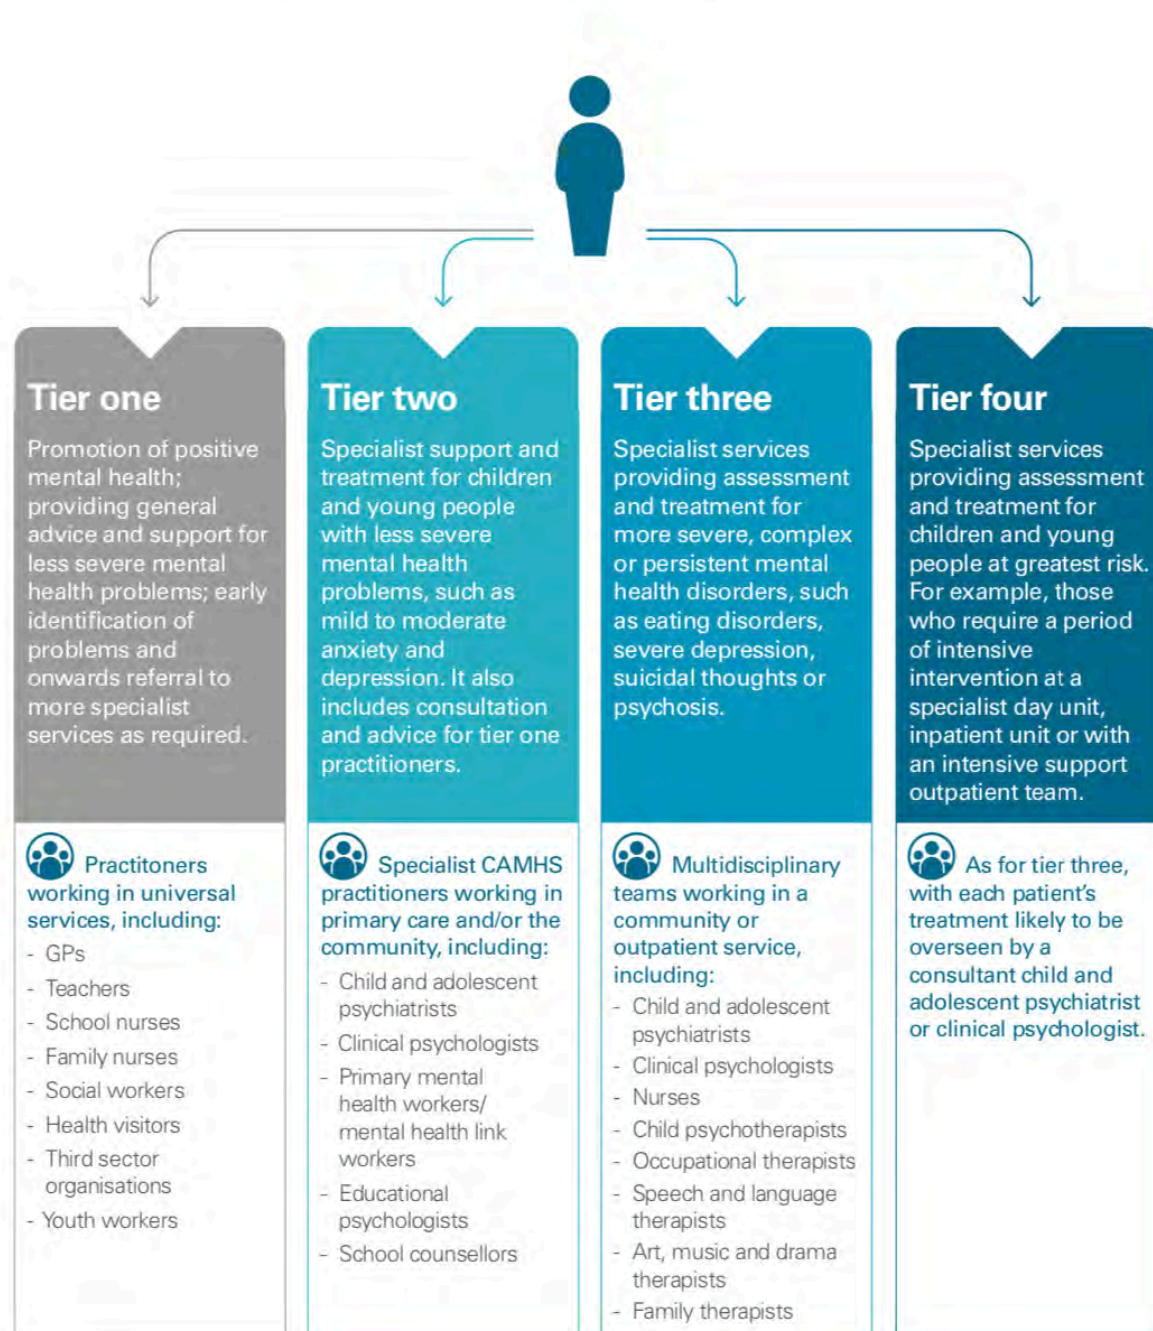 Tier one
Promotion of positive
mental health;
providing general
advice and support for
less severe mental
health problems; early
identification of
problems and
onwards referral to
more specialist
services as required.
Practitoners
working in universal
services, including:
- GPs
- Teachers
- School nurses
- Family nurses
- Social workers
- Health visitors
- Third sector
organisations
- Youth workers
Tier two
Specialist support and
treatment for children
and young people
with less severe
mental health
problems, such as
mild to moderate
anxiety and
depression. It also
includes consultation
and advice for tier one
practitioners.
Specialist CAMHS
practitioners working in
primary care and/or the
community, including:
- Child and adolescent
psychiatrists
- Clinical psychologists
- Primary mental
health workers/
mental health link
workers
- Educational
psychologists
- School counsellors
Tier three
Specialist services
providing assessment
and treatment for
more severe, complex
or persistent mental
health disorders, such
as eating disorders,
severe depression,
suicidal thoughts or
psychosis.
Multidisciplinary
teams working in a
community or
outpatient service,
including:
- Child and adolescent
psychiatrists
- Clinical psychologists
- Nurses
- Child psychotherapists
- Occupational therapists
- Speech and language
therapists
- Art, music and drama
therapists
- Family therapists
Tier four
Specialist services
providing assessment
and treatment for
children and young
people at greatest risk.
For example, those
who require a period
of intensive
intervention at a
specialist day unit,
inpatient unit or with
an intensive support
outpatient team.
As for tier three,
with each patient's
treatment likely to be
overseen by a
consultant child and
adolescent psychiatrist
or clinical psychologist.